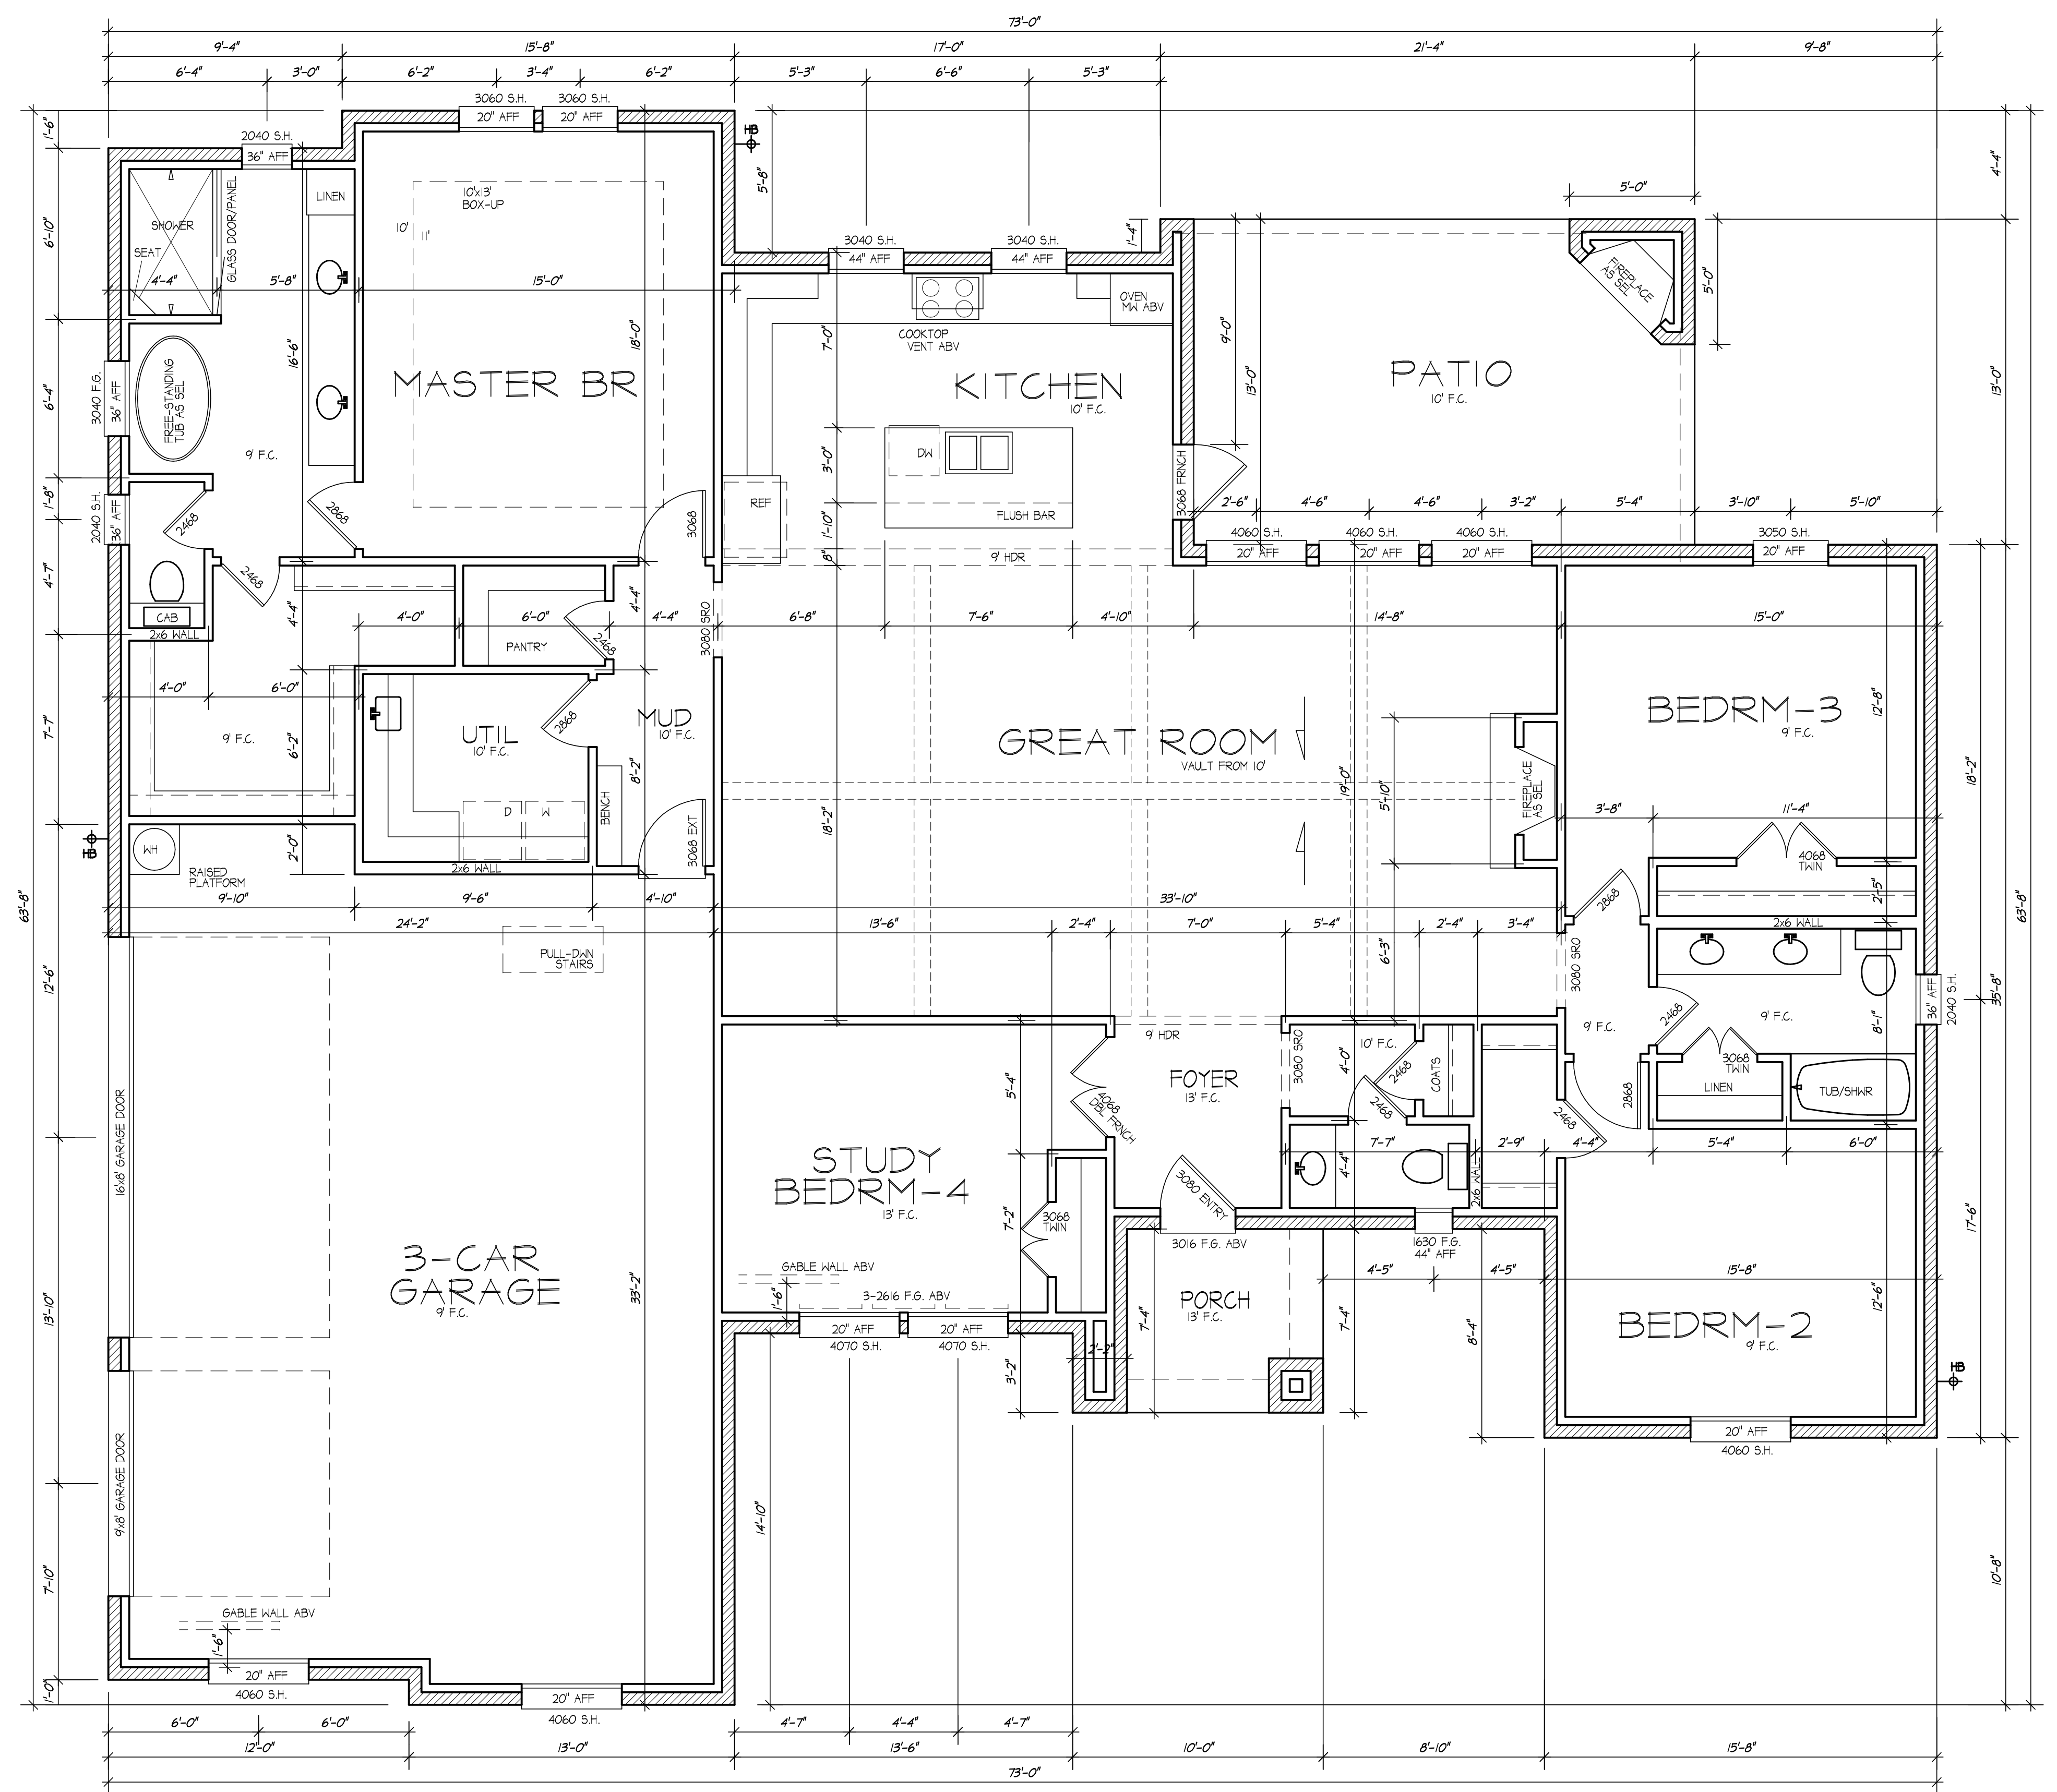 73'-0"
9'-4" 15'-8" 17'-0" 21'-4" 9'-8"
6'-4" 3'-0" 6'-2" 3'-4" 6'-2" 5'-3" 6'-6" 5'-3"
3060 S.H. 3060 S.H.
20" AFF 20" AFF
2040 S.H.
36" AFF
HB
1'-6"
5'-8"
4'-4"
5'-0"
LINEN
10'x13'
BOX-UP
10'
11'
SHOWER
SEAT
GLASS DOOR/PANEL
6'-10"
4'-4" 5'-8" 15'-0"
3040 S.H. 3040 S.H.
44" AFF 44" AFF
1'-4"
OVEN
MW ABV
COOKTOP
VENT ABV
FIREPLACE
AS SEL
5'-0"
7'-0"
9'-0"
13'-0"
13'-0"
16'-6"
18'-0"
MASTER BR
KITCHEN
10' F.C.
PATIO
10' F.C.
6'-4"
3040 F.G.
36" AFF
FREE-STANDING
TUB AS SEL
9' F.C.
DW
3'-0"
REF
FLUSH BAR
1'-10"
8"
9' HDR
3068 FRNCH
2'-6" 4'-6" 4'-6" 3'-2" 5'-4" 3'-10" 5'-10"
4060 S.H. 4060 S.H. 4060 S.H. 3050 S.H.
20" AFF 20" AFF 20" AFF 20" AFF
1'-8"
2040 S.H.
36" AFF
2468
2868
3068
4'-7"
2468
CAB
2x6 WALL
4'-4"
4'-0" 6'-0" 4'-4" 6'-8" 7'-6" 4'-10" 14'-8" 15'-0"
4'-4"
PANTRY
2468
3080 SRO
4'-0" 6'-0"
7'-7"
9' F.C.
6'-2"
UTIL
10' F.C.
2868
MUD
10' F.C.
8'-2"
GREAT ROOM
VAULT FROM 10'
BEDRM-3
9' F.C.
12'-8"
18'-2"
19'-0"
5'-10"
FIREPLACE
AS SEL
3'-8" 11'-4"
D W
BENCH
3068 EXT
2x6 WALL
18'-2"
HB
WH
RAISED
PLATFORM
2'-0"
4068
TWIN
2868
2'-5"
2x6 WALL
9'-10" 9'-6" 4'-10" 33'-10"
24'-2" 13'-6" 2'-4" 7'-0" 5'-4" 2'-4" 3'-4"
63'-8"
63'-8"
PULL-DWN
STAIRS
6'-3"
3080 SRO
12'-6"
35'-8"
36" AFF
2040 S.H.
9' F.C.
9' F.C.
2468
8'-1"
9' HDR
3080 SRO
10' F.C.
FOYER
13' F.C.
4'-0"
2468
COATS
2468
2868
2468
3068
TWIN
LINEN
TUB/SHWR
16'x8' GARAGE DOOR
5'-4"
4068
DBL FRNCH
7'-7" 2'-9" 4'-4" 5'-4" 6'-0"
4'-4"
2x6 WALL
STUDY
BEDRM-4
13' F.C.
3080 ENTRY
7'-2"
3068
TWIN
3016 F.G. ABV
1630 F.G.
44" AFF
17'-6"
3-CAR
GARAGE
9' F.C.
33'-2"
GABLE WALL ABV
1'-6"
3-2616 F.G. ABV
20" AFF 20" AFF
4070 S.H. 4070 S.H.
4'-5" 4'-5" 15'-8"
PORCH
13' F.C.
7'-4"
7'-4"
8'-4"
12'-6"
BEDRM-2
9' F.C.
2'-2"
3'-2"
HB
13'-10"
20" AFF
4060 S.H.
9'x8' GARAGE DOOR
14'-10"
10'-8"
7'-10"
GABLE WALL ABV
1'-6"
20" AFF
4060 S.H.
1'-0"
20" AFF
4060 S.H.
6'-0" 6'-0" 4'-7" 4'-4" 4'-7"
12'-0" 13'-0" 13'-6" 10'-0" 8'-10" 15'-8"
73'-0"